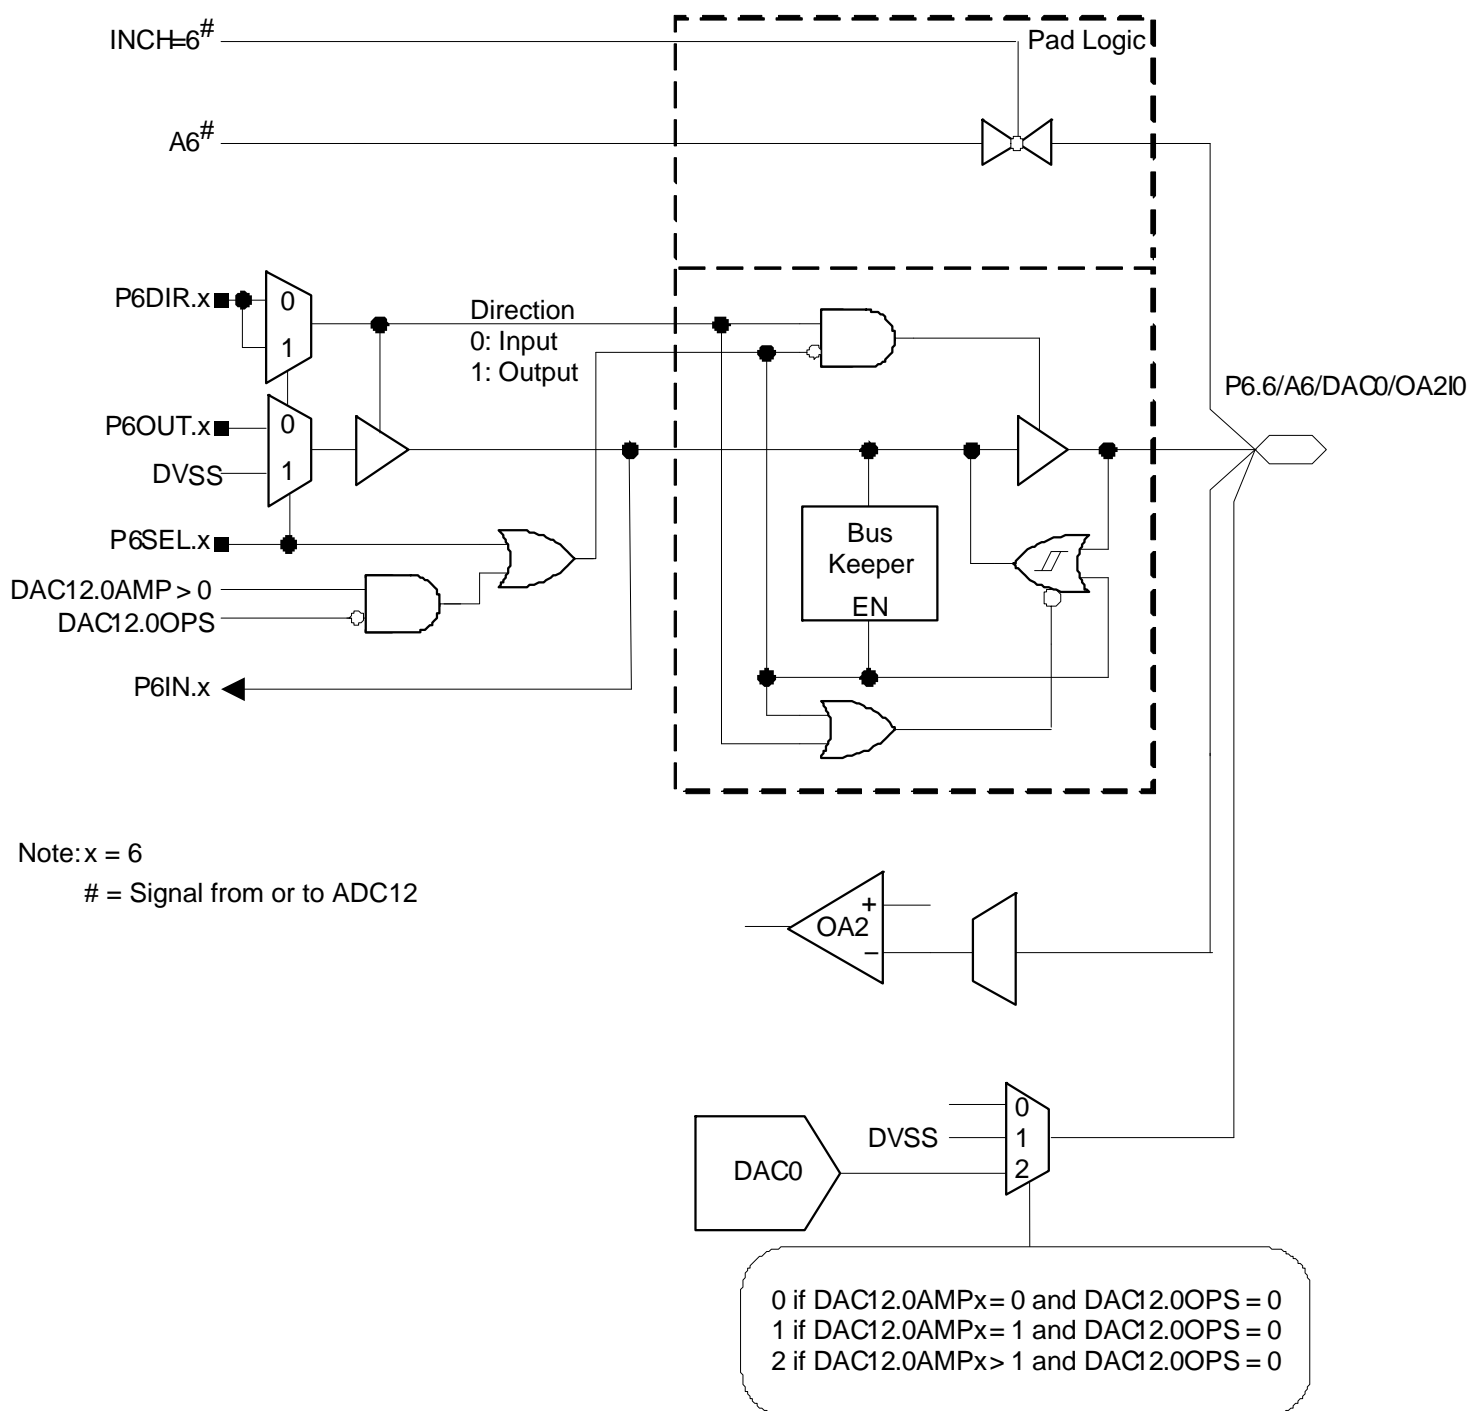 INCH=6#
Pad Logic
A6#
P6DIR.x
0
1
Direction
0: Input
1: Output
P6.6/A6/DAC0/OA2I0
P6OUT.x
0
DVSS
1
P6SEL.x
Bus
Keeper
EN
DAC12.0AMP > 0
DAC12.0OPS
P6IN.x
Note: x = 6
# = Signal from or to ADC12
+
OA2
−
0
DVSS
1
2
DAC0
0 if DAC12.0AMPx = 0 and DAC12.0OPS = 0
1 if DAC12.0AMPx = 1 and DAC12.0OPS = 0
2 if DAC12.0AMPx > 1 and DAC12.0OPS = 0